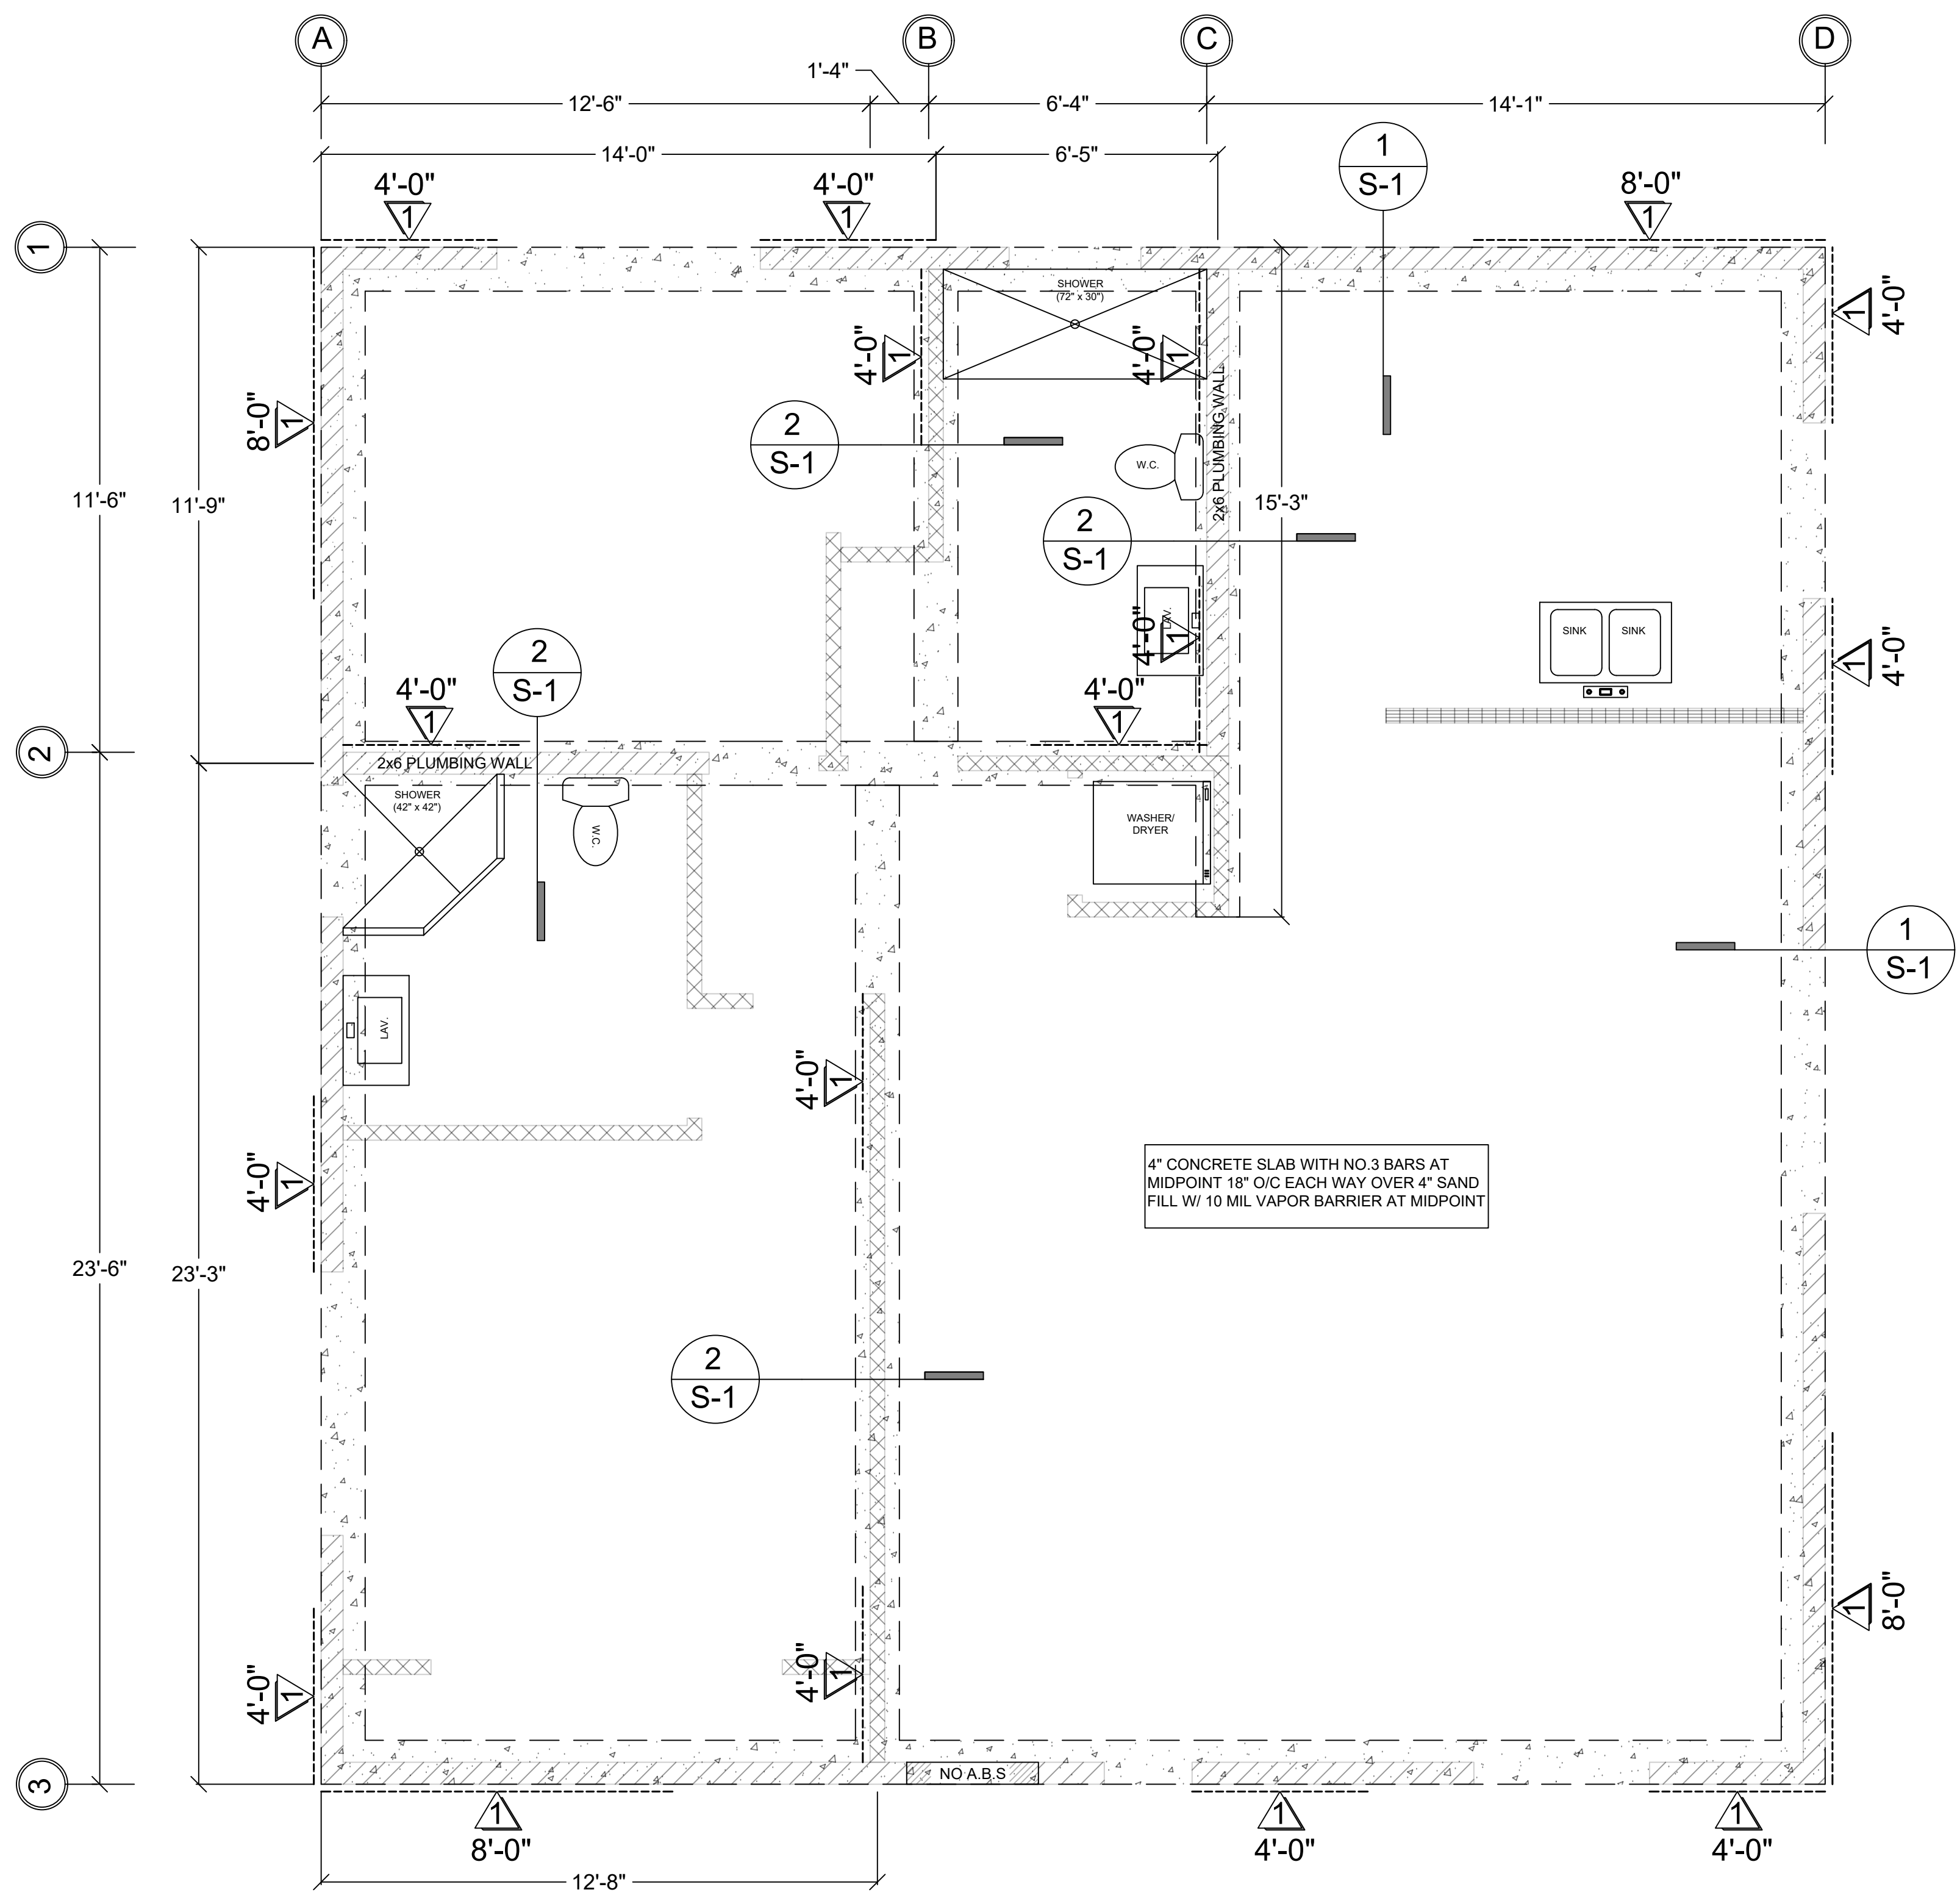 A
B
C
D
1'-4"
12'-6"
6'-4"
14'-1"
14'-0"
6'-5"
1
S-1
4'-0"
1
4'-0"
1
8'-0"
1
1
2
3
11'-6"
11'-9"
23'-6"
23'-3"
SHOWER
(72" x 30")
4'-0"
1
4'-0"
1
4'-0"
1
8'-0"
1
2
S-1
W.C.
2x6 PLUMBING WALL
15'-3"
2
S-1
LAV.
4'-0"
1
SINK
SINK
4'-0"
1
2
S-1
4'-0"
1
4'-0"
1
2x6 PLUMBING WALL
SHOWER
(42" x 42")
W.C.
WASHER/
DRYER
1
S-1
LAV.
4'-0"
1
4'-0"
1
4" CONCRETE SLAB WITH NO.3 BARS AT
MIDPOINT 18" O/C EACH WAY OVER 4" SAND
FILL W/ 10 MIL VAPOR BARRIER AT MIDPOINT
2
S-1
8'-0"
1
4'-0"
1
4'-0"
1
NO A.B.S
1
8'-0"
1
4'-0"
1
4'-0"
12'-8"